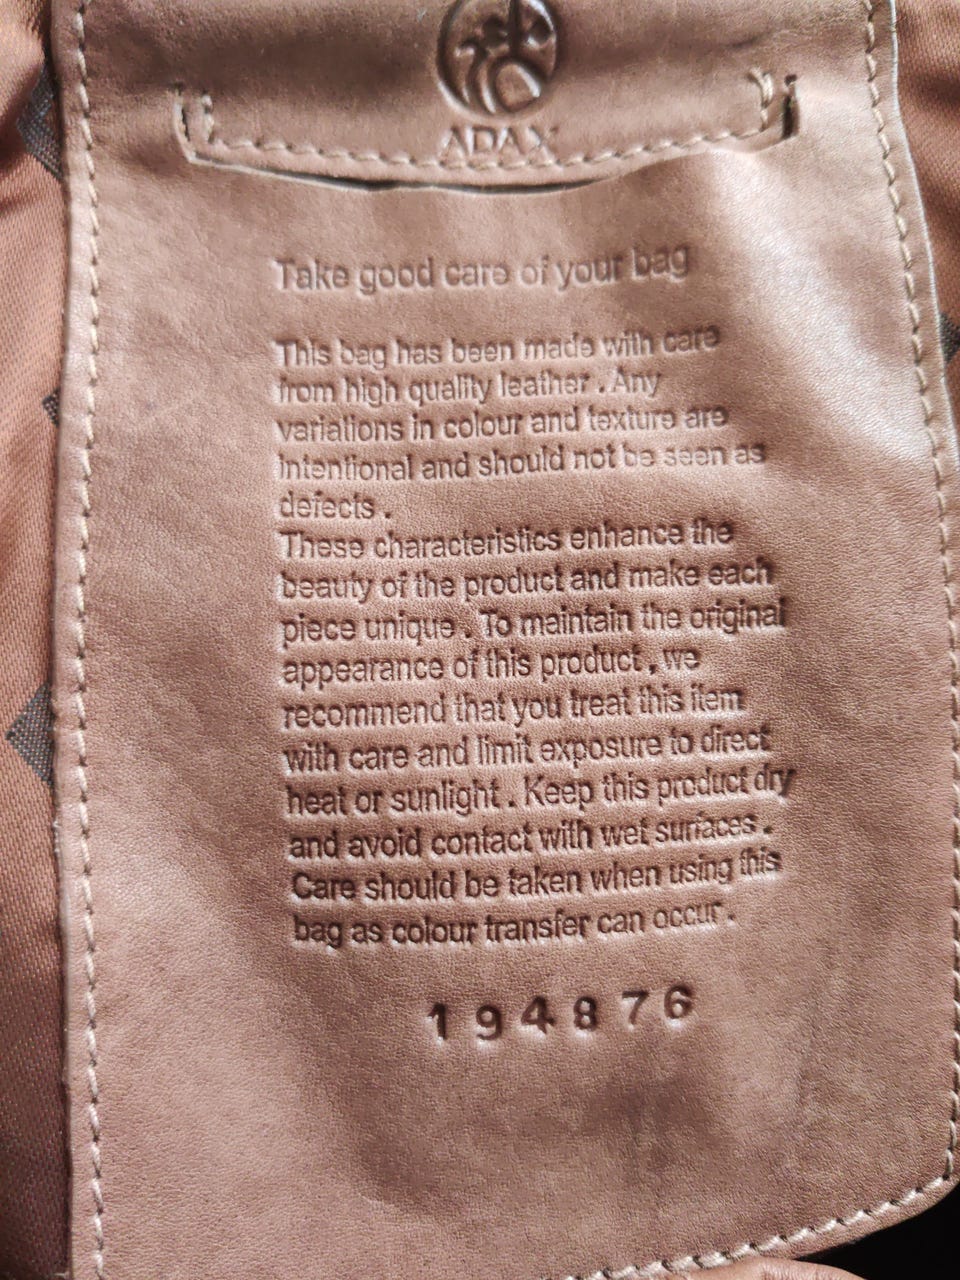 ADAX
Take good care of your bag
This bag has been made with care
from high quality leather . Any
variations in colour and texture are
intentional and should not be seen as
defects .
These characteristics enhance the
beauty of the product and make each
piece unique . To maintain the original
appearance of this product , we
recommend that you treat this item
with care and limit exposure to direct
heat or sunlight . Keep this product dry
and avoid contact with wet surfaces .
Care should be taken when using this
bag as colour transfer can occur .
194876